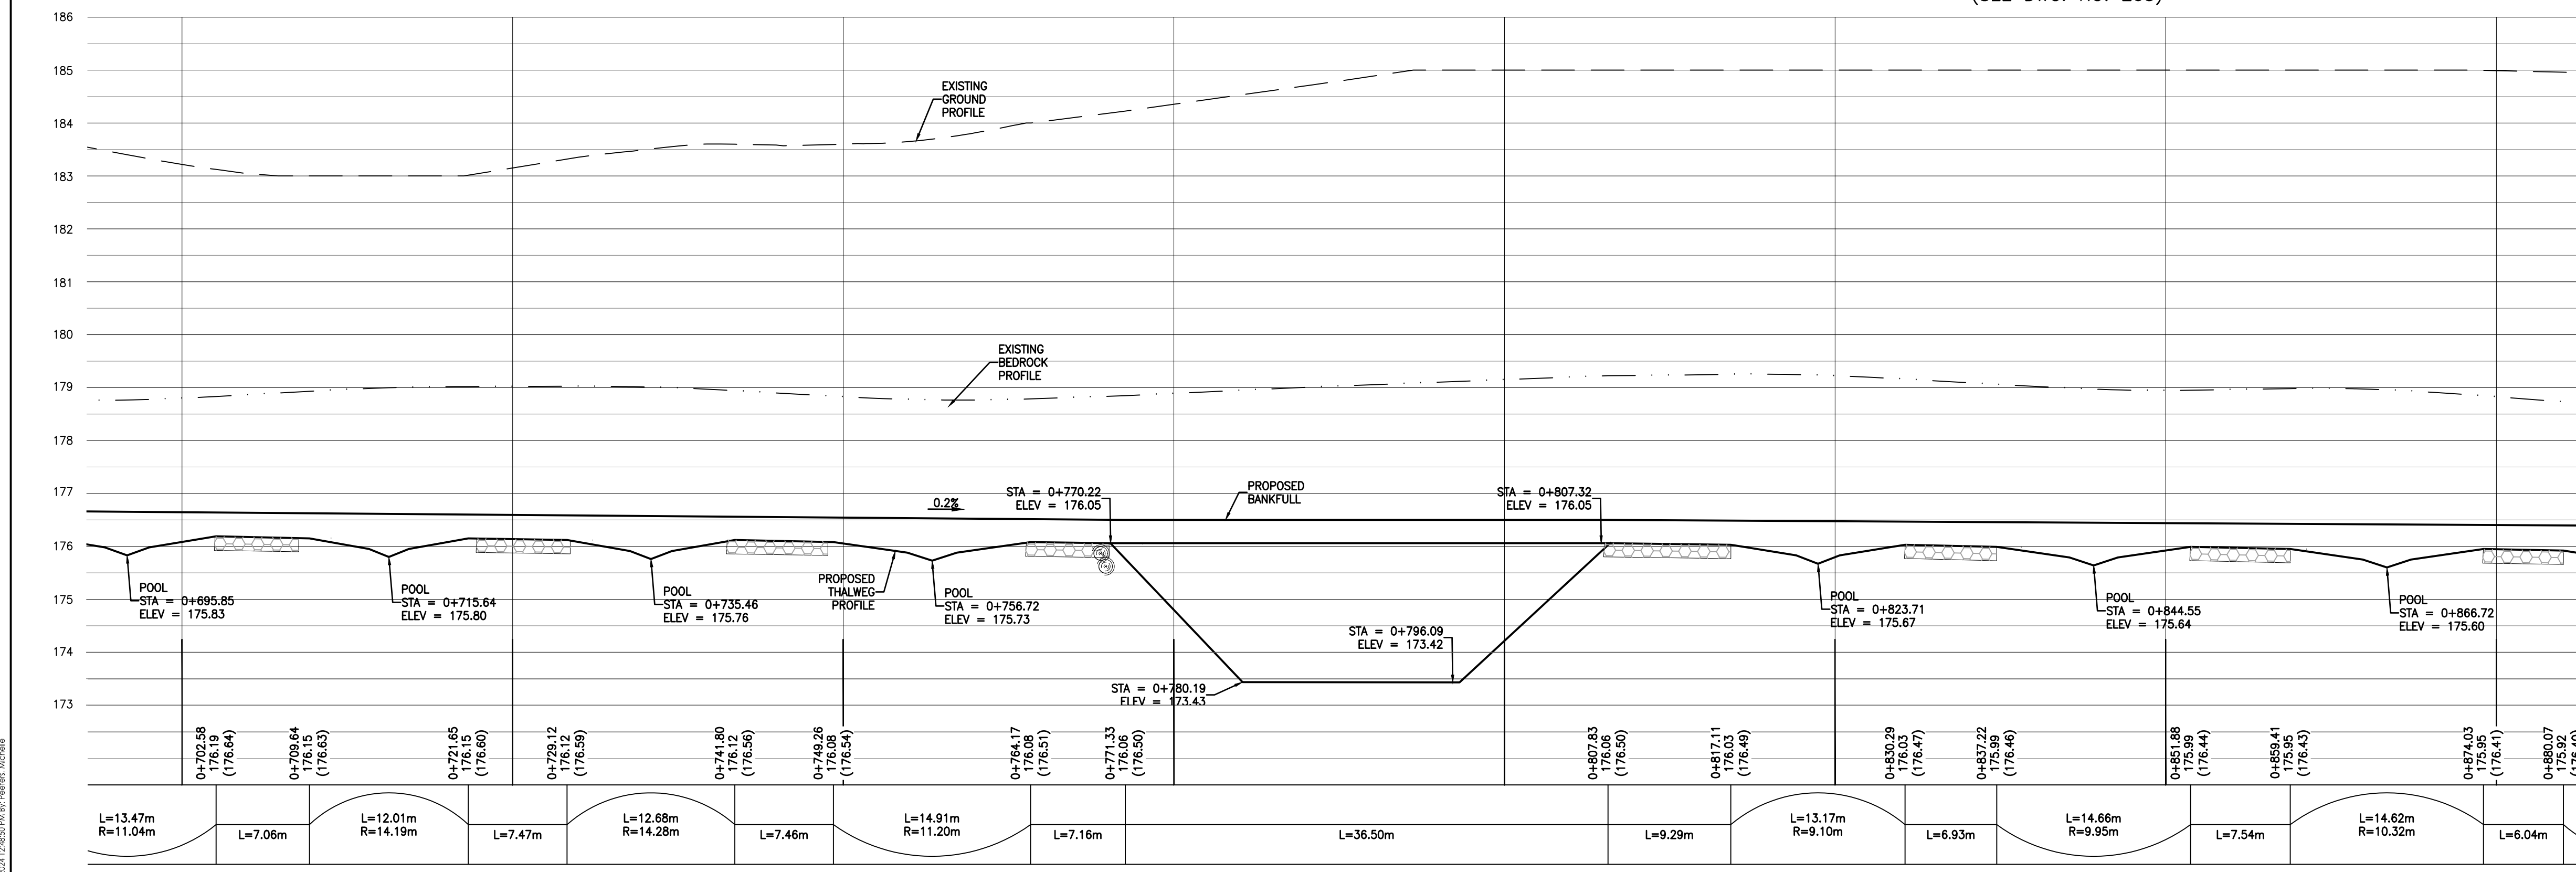 186
185
184
183
182
181
180
179
178
177
176
175
174
173
EXISTING
GROUND
PROFILE
EXISTING
BEDROCK
PROFILE
0.2%
STA = 0+770.22
ELEV = 176.05
PROPOSED
BANKFULL
STA = 0+807.32
ELEV = 176.05
POOL
STA = 0+695.85
ELEV = 175.83
POOL
STA = 0+715.64
ELEV = 175.80
POOL
STA = 0+735.46
ELEV = 175.76
PROPOSED
THALWEG
PROFILE
POOL
STA = 0+756.72
ELEV = 175.73
STA = 0+780.19
ELEV = 173.43
STA = 0+796.09
ELEV = 173.42
POOL
STA = 0+823.71
ELEV = 175.67
POOL
STA = 0+844.55
ELEV = 175.64
POOL
STA = 0+866.72
ELEV = 175.60
0+702.58
176.19
(176.64)
0+709.64
176.15
(176.63)
0+721.65
176.15
(176.60)
0+729.12
176.12
(176.59)
0+741.80
176.12
(176.56)
0+749.26
176.08
(176.54)
0+764.17
176.08
(176.51)
0+771.33
176.06
(176.50)
0+807.83
176.06
(176.50)
0+817.11
176.03
(176.49)
0+830.29
176.03
(176.47)
0+837.22
175.99
(176.46)
0+851.88
175.99
(176.44)
0+859.41
175.95
(176.43)
0+874.03
175.95
(176.41)
0+880.07
175.92
L=13.47m
R=11.04m
L=7.06m
L=12.01m
R=14.19m
L=7.47m
L=12.68m
R=14.28m
L=7.46m
L=14.91m
R=11.20m
L=7.16m
L=36.50m
L=9.29m
L=13.17m
R=9.10m
L=6.93m
L=14.66m
R=9.95m
L=7.54m
L=14.62m
R=10.32m
L=6.04m
2024 12:48:50 PM By: Peeters, Michelle